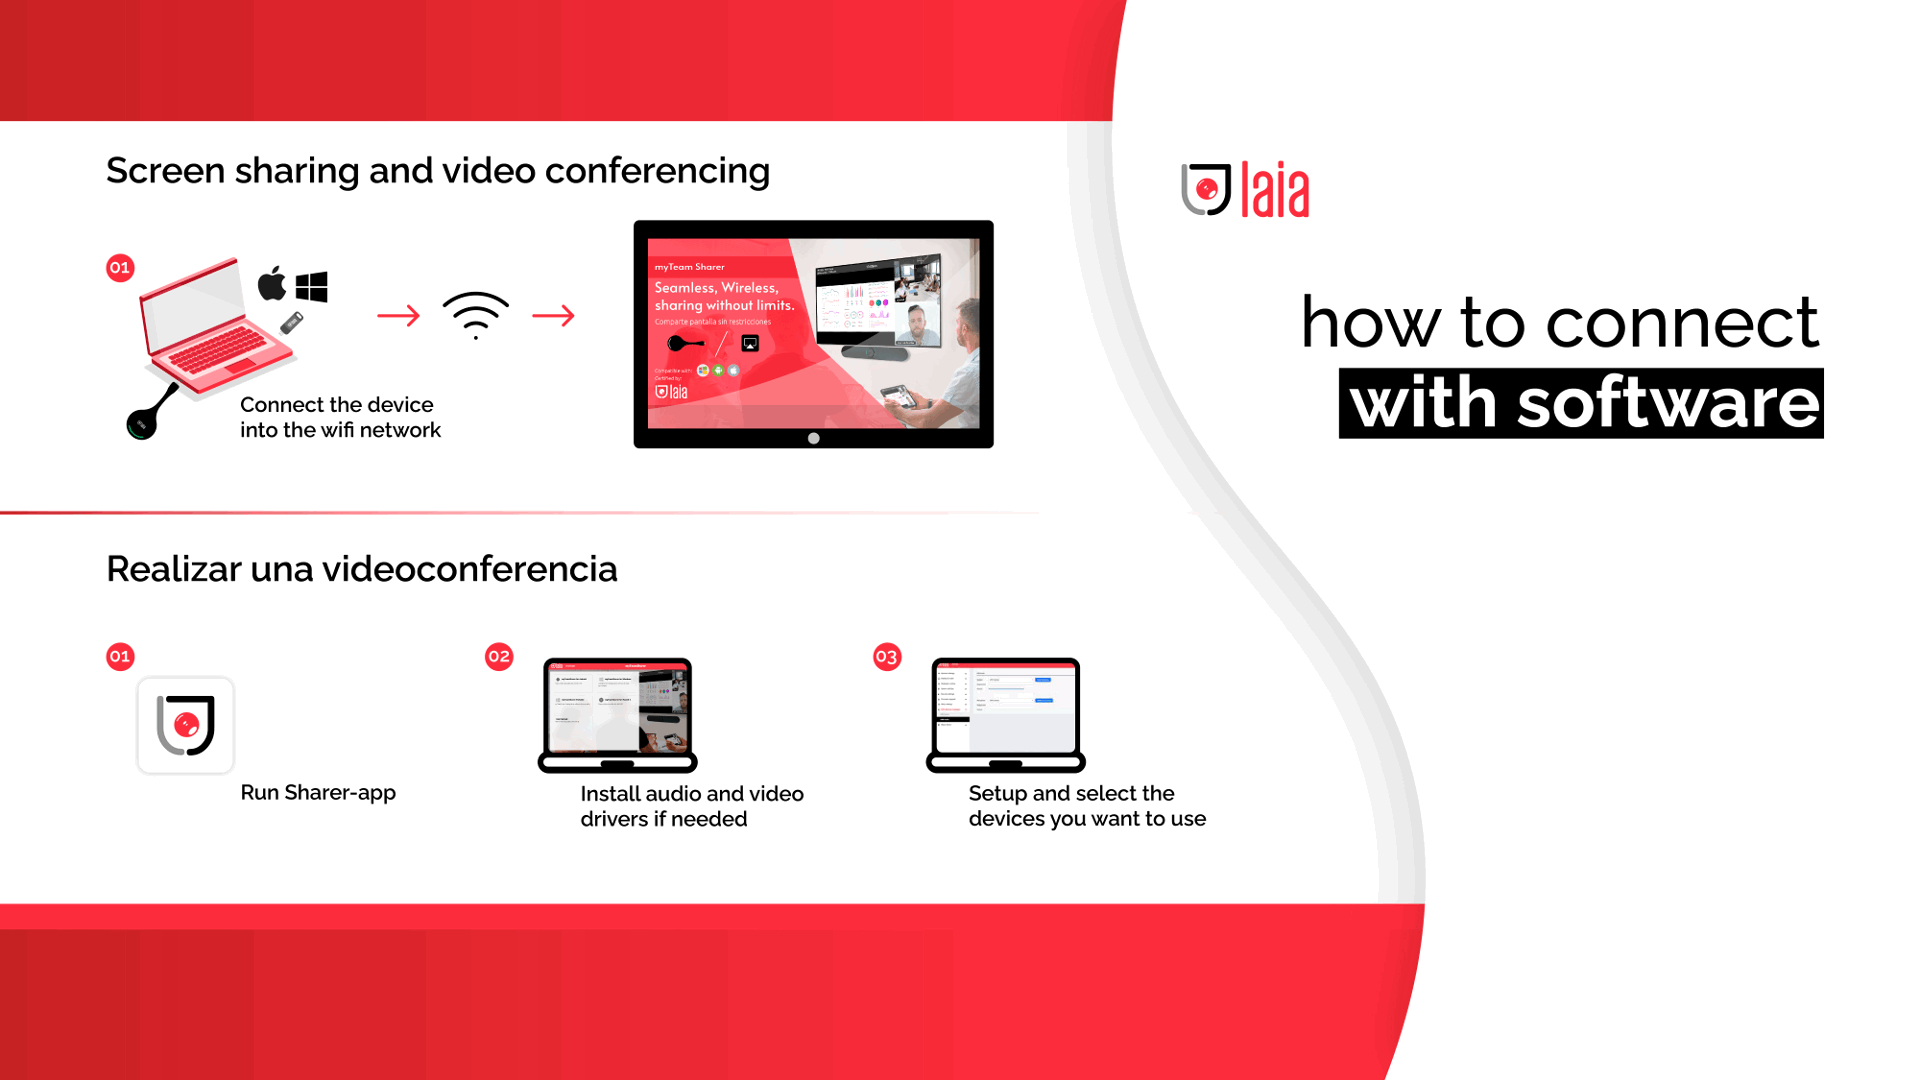 Screen sharing and video conferencing
01
Connect the device
into the wifi network
myTeam Sharer
Seamless, Wireless,
sharing without limits.
Comparte pantalla sin restricciones
laia
laia
how to connect
with software
Realizar una videoconferencia
01
Run Sharer-app
02
Install audio and video
drivers if needed
03
Setup and select the
devices you want to use